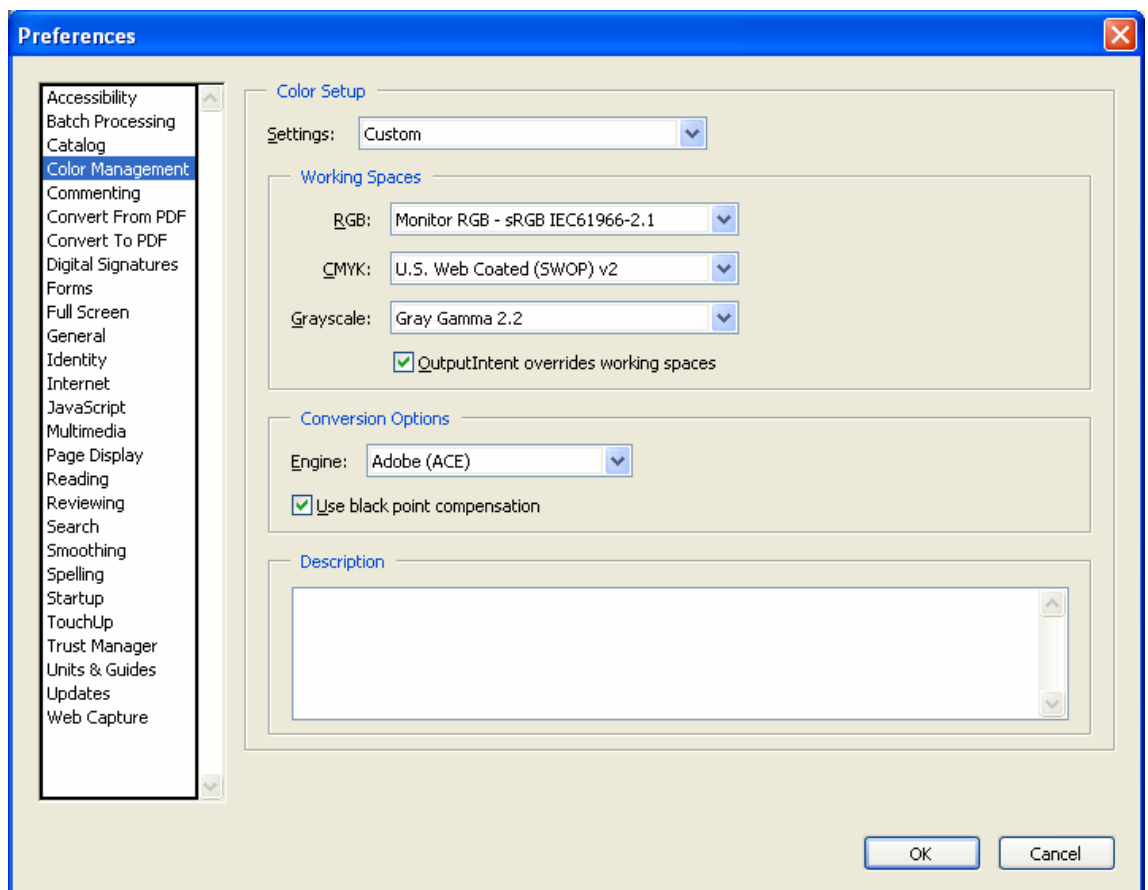 Preferences
Accessibility
Batch Processing
Catalog
Color Management
Commenting
Convert From PDF
Convert To PDF
Digital Signatures
Forms
Full Screen
General
Identity
Internet
JavaScript
Multimedia
Page Display
Reading
Reviewing
Search
Smoothing
Spelling
Startup
TouchUp
Trust Manager
Units & Guides
Updates
Web Capture
Color Setup
Settings: Custom
Working Spaces
RGB: Monitor RGB - sRGB IEC61966-2.1
CMYK: U.S. Web Coated (SWOP) v2
Grayscale: Gray Gamma 2.2
OutputIntent overrides working spaces
Conversion Options
Engine: Adobe (ACE)
Use black point compensation
Description
OK Cancel